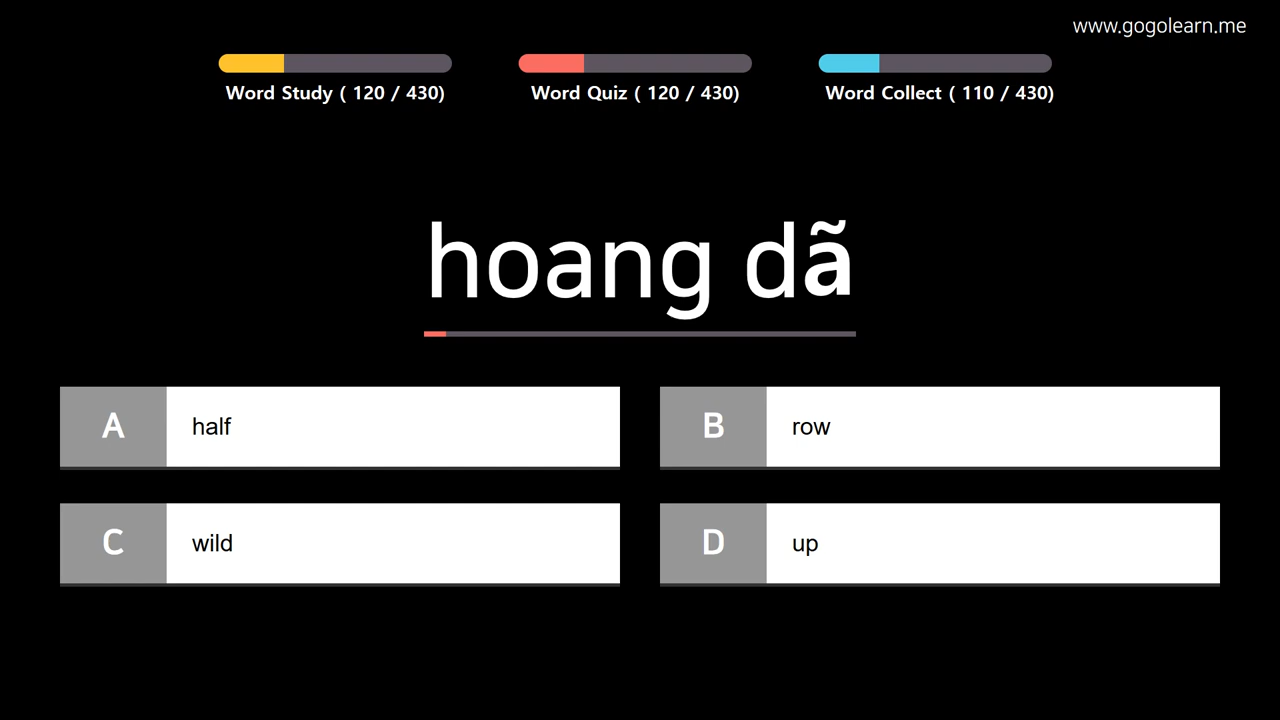 www.gogolearn.me
Word Study ( 120 / 430)
Word Quiz ( 120 / 430)
Word Collect ( 110 / 430)
hoang dã
A half
B row
C wild
D up